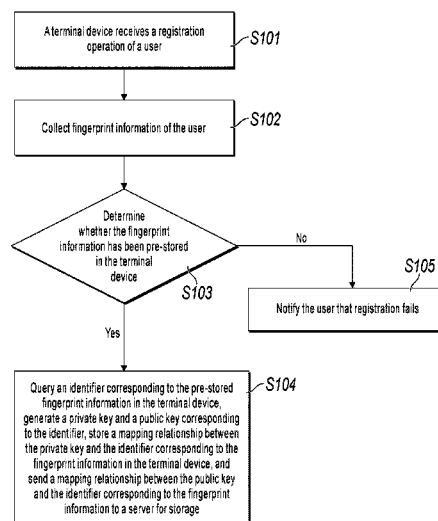 A terminal device receives a registration
operation of a user
S101
Collect fingerprint information of the user
S102
Determine
whether the fingerprint
information has been pre-stored
in the terminal
device
S103
No
Notify the user that registration fails
S105
Yes
Query an identifier corresponding to the pre-stored
fingerprint information in the terminal device,
generate a private key and a public key corresponding
to the identifier, store a mapping relationship between
the private key and the identifier corresponding to the
fingerprint information in the terminal device, and
send a mapping relationship between the public key
and the identifier corresponding to the fingerprint
information to a server for storage
S104